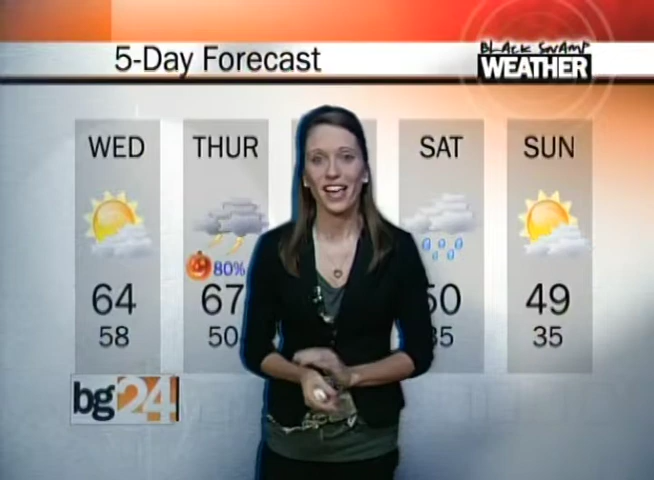 5-Day Forecast
BLACK SWAMP
WEATHER
WED
THUR
SAT
SUN
80%
64
67
49
58
50
35
bg24